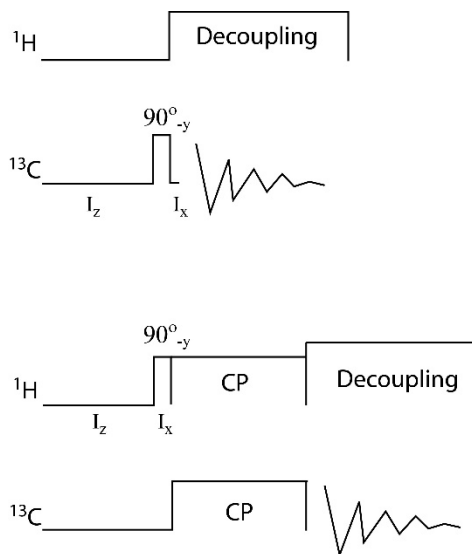 ¹H Decoupling
90°-y
¹³C
I_z I_x
90°-y
¹H CP Decoupling
I_z I_x
¹³C CP